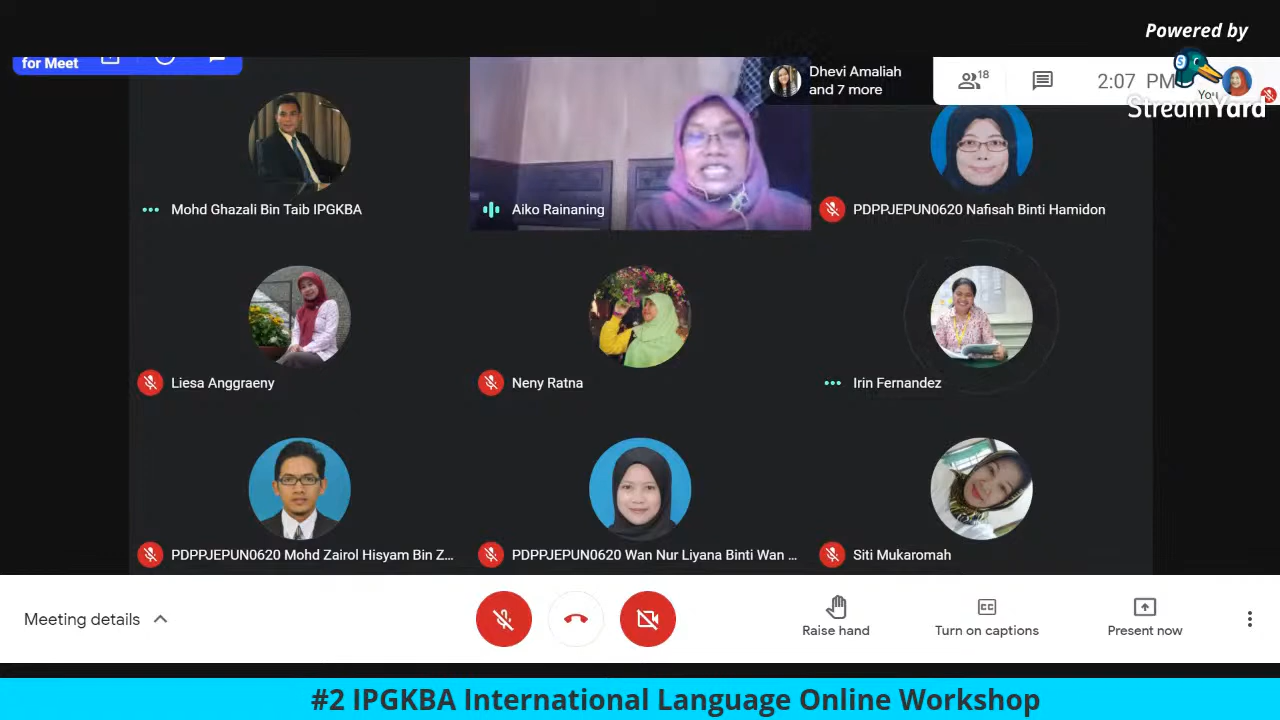 Powered by
for Meet
Dhevi Amaliah
and 7 more
18
2:07 PM
You
StreamYard
Mohd Ghazali Bin Taib IPGKBA
Aiko Rainaning
PDPPJEPUN0620 Nafisah Binti Hamidon
Liesa Anggraeny
Neny Ratna
Irin Fernandez
PDPPJEPUN0620 Mohd Zairol Hisyam Bin Z...
PDPPJEPUN0620 Wan Nur Liyana Binti Wan ...
Siti Mukaromah
Meeting details
Raise hand
Turn on captions
Present now
#2 IPGKBA International Language Online Workshop